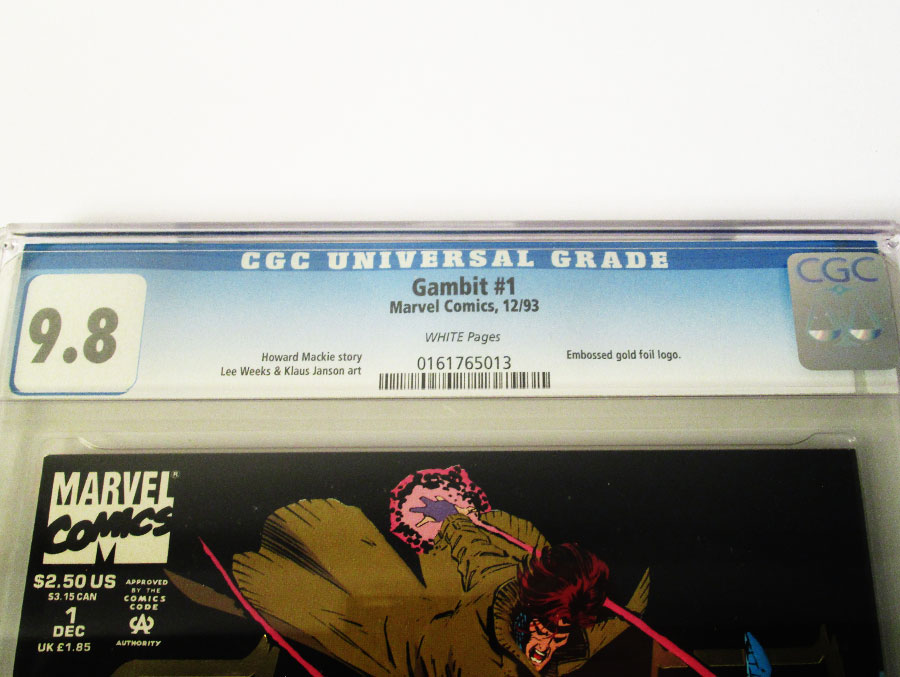 CGC UNIVERSAL GRADE
9.8
Gambit #1
Marvel Comics, 12/93
WHITE Pages
Howard Mackie story
Lee Weeks & Klaus Janson art
0161765013
Embossed gold foil logo.
CGC
MARVEL®
COMICS
M
$2.50 US
$3.15 CAN
1
DEC
UK £1.85
APPROVED
BY THE
COMICS
CODE
CA
AUTHORITY